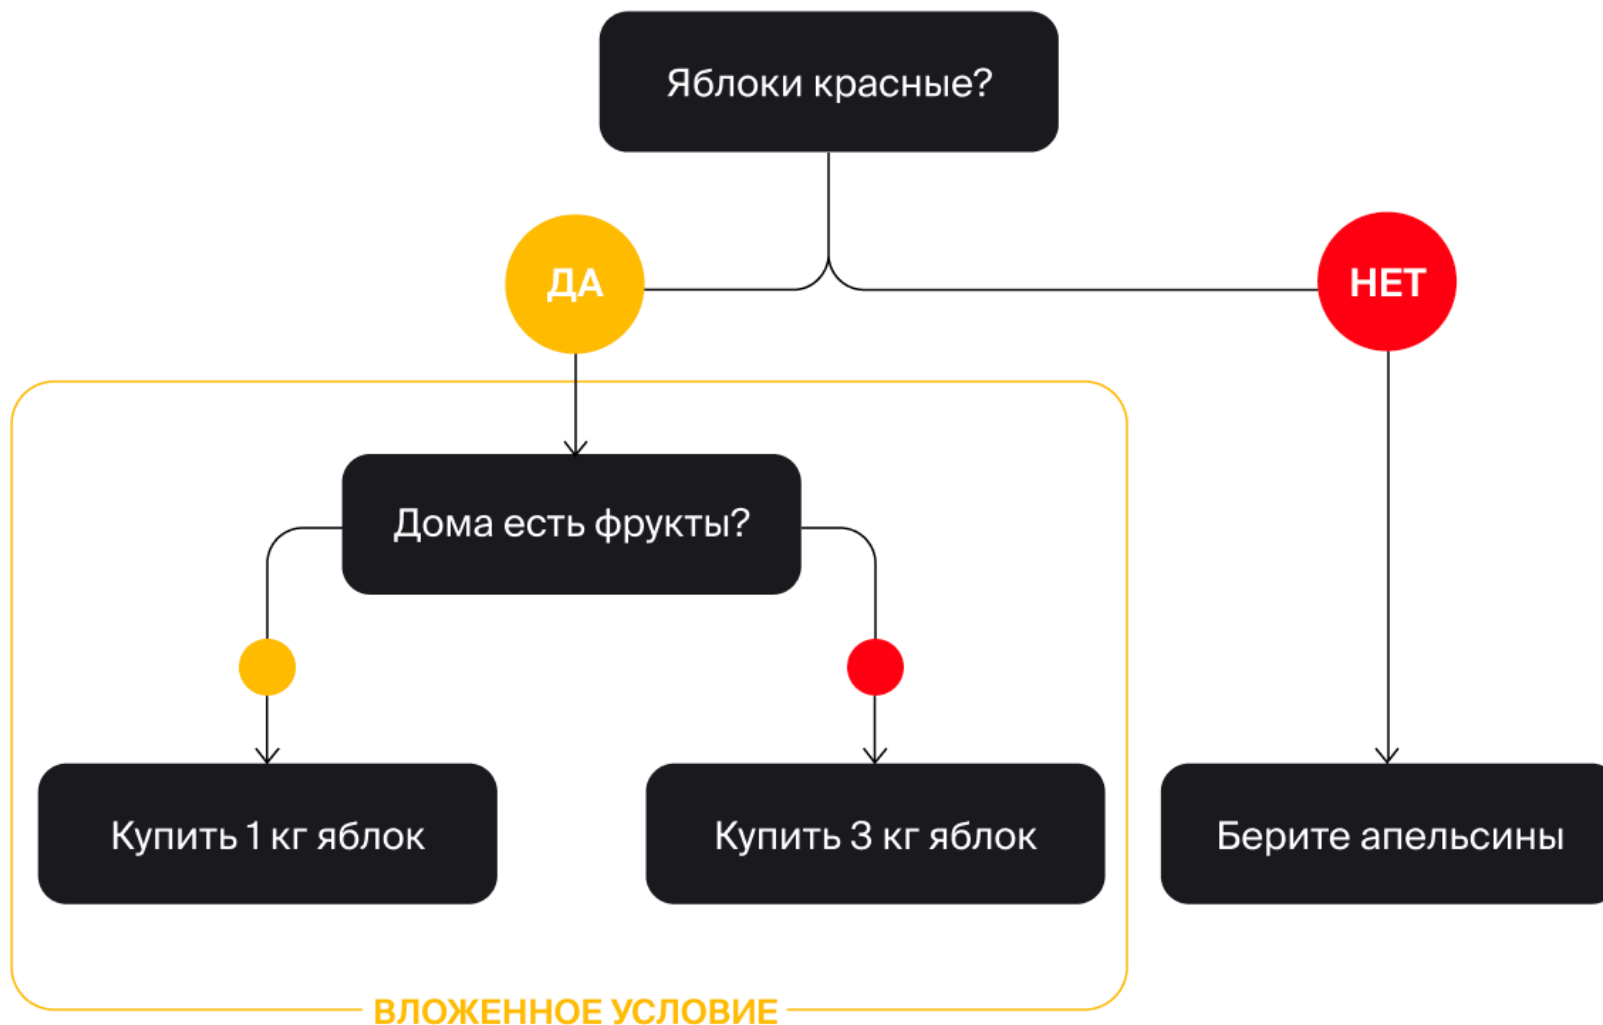 Яблоки красные?
ДА
НЕТ
Дома есть фрукты?
Купить 1 кг яблок
Купить 3 кг яблок
Берите апельсины
ВЛОЖЕННОЕ УСЛОВИЕ